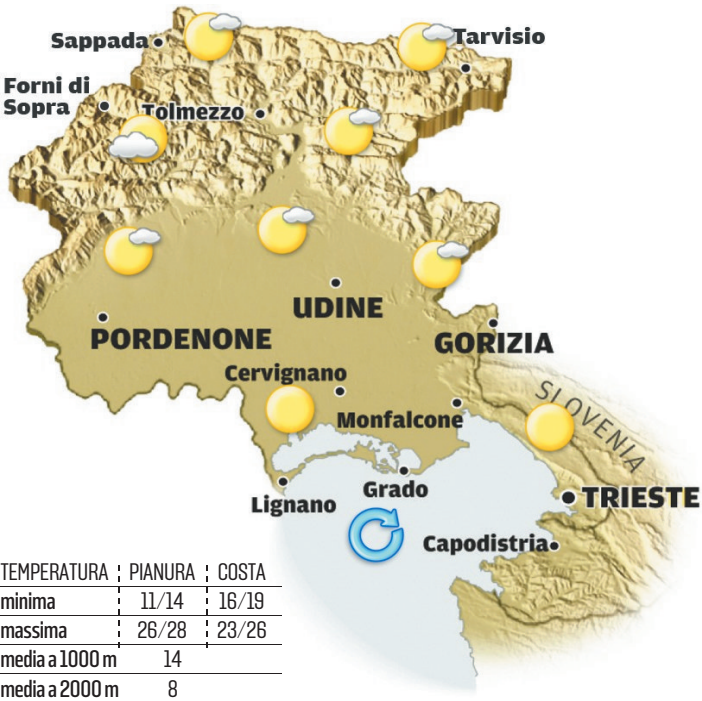 Sappada
Tarvisio
Forni di
Sopra
Tolmezzo
UDINE
PORDENONE
GORIZIA
Cervignano
SLOVENIA
Monfalcone
Grado
Lignano
TRIESTE
Capodistria
TEMPERATURA PIANURA COSTA
minima 11/14 16/19
massima 26/28 23/26
media a 1000 m 14
media a 2000 m 8